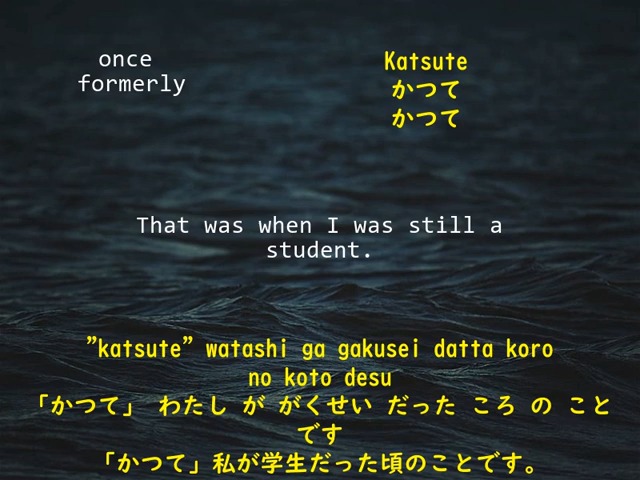 once
formerly
Katsute
かつて
かつて
That was when I was still a
student.
”katsute” watashi ga gakusei datta koro
no koto desu
「かつて」 わたし が がくせい だった ころ の こと
です
「かつて」私が学生だった頃のことです。